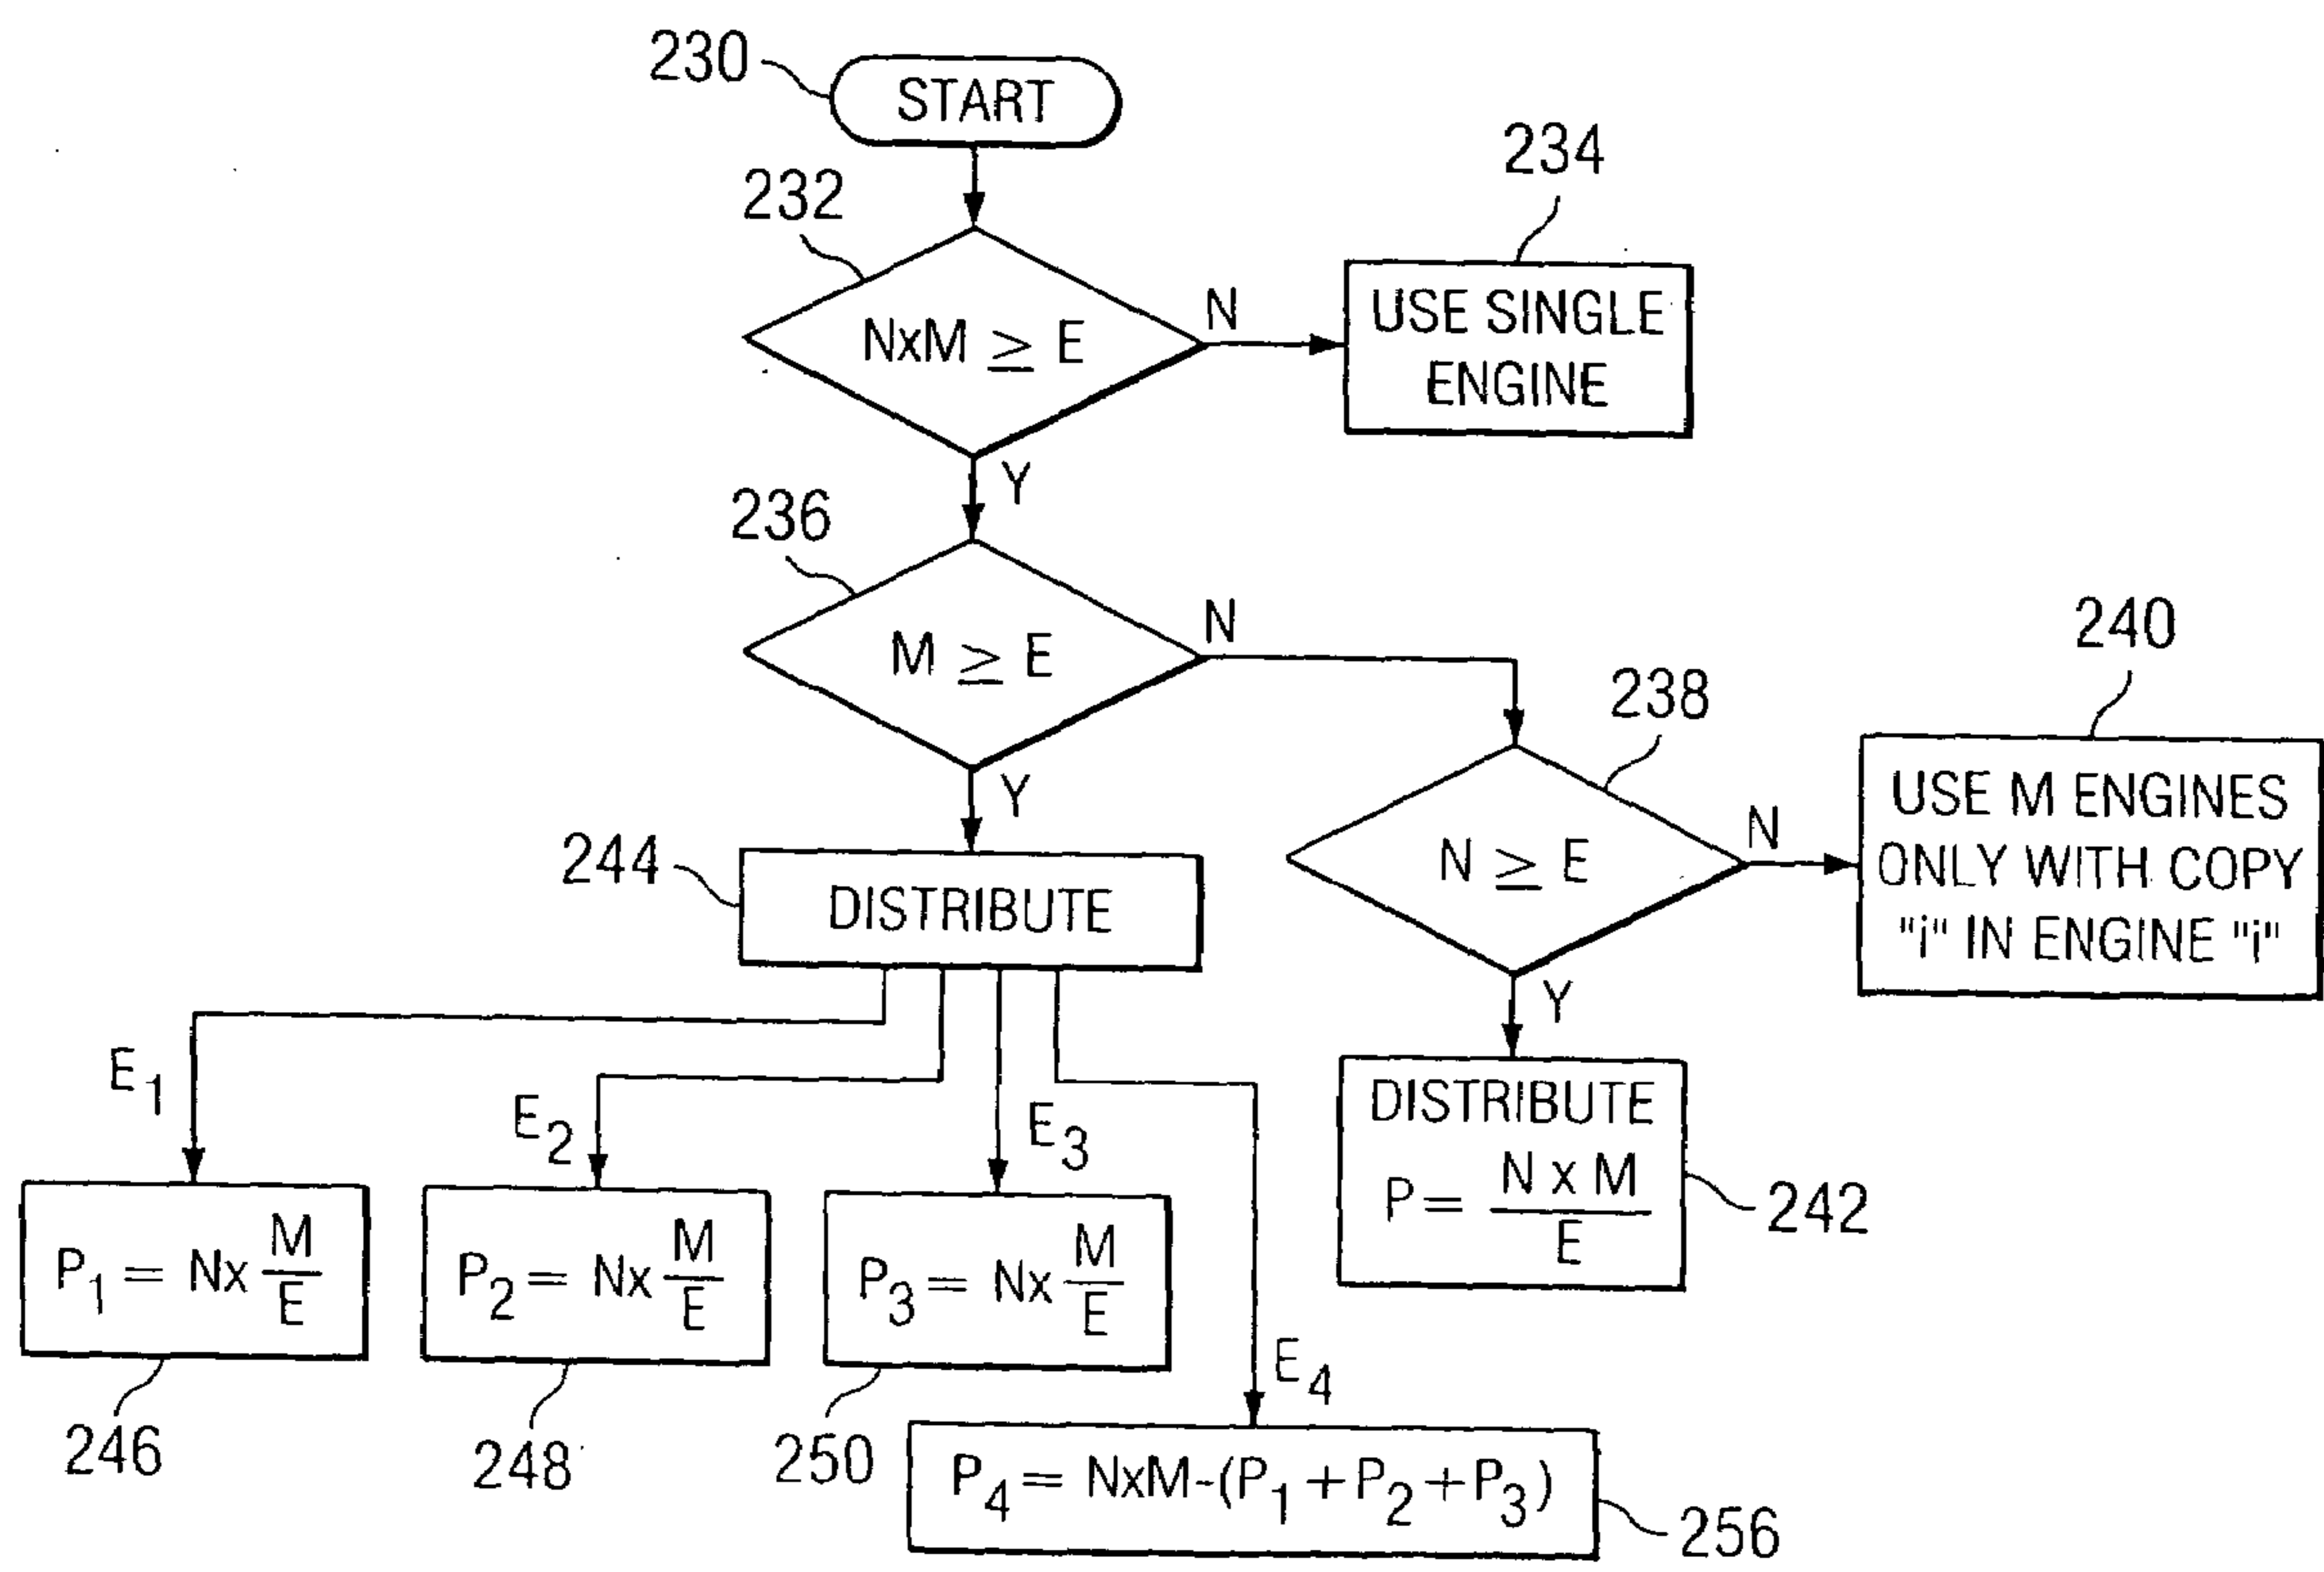 230
START
232
234
NxM ≥ E
N
USE SINGLE
ENGINE
Y
236
M ≥ E
N
238
240
Y
N ≥ E
N
USE M ENGINES
ONLY WITH COPY
"i" IN ENGINE "i"
244
DISTRIBUTE
Y
E1
E2
E3
DISTRIBUTE
P = N x M / E
242
P1 = Nx M/E
P2 = Nx M/E
P3 = Nx M/E
E4
246
248
250
P4 = NxM-(P1+P2+P3)
256